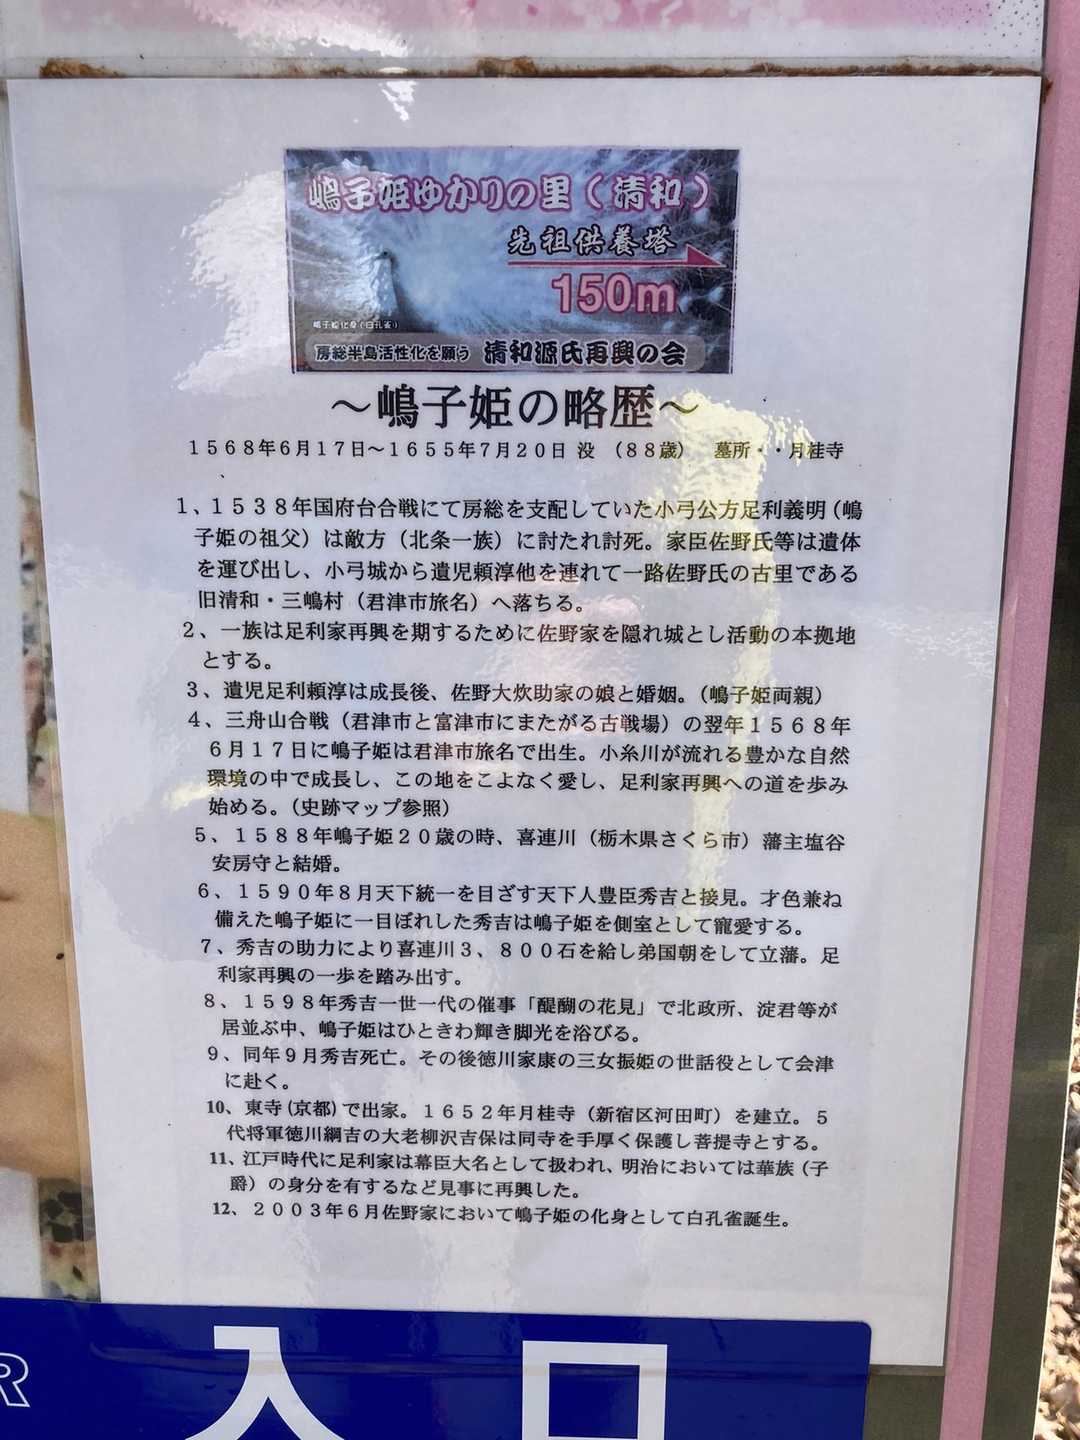 嶋子姫ゆかりの里(清和)
先祖供養塔
150m
嶋子姫化身(白孔雀)
房総半島活性化を願う 清和源氏再興の会
～嶋子姫の略歴～
１５６８年６月１７日～１６５５年７月２０日 没 （８８歳） 墓所・・月桂寺
1、１５３８年国府台合戦にて房総を支配していた小弓公方足利義明（嶋
子姫の祖父）は敵方（北条一族）に討たれ討死。家臣佐野氏等は遺体
を運び出し、小弓城から遺児頼淳他を連れて一路佐野氏の古里である
旧清和・三嶋村（君津市旅名）へ落ちる。
２、一族は足利家再興を期するために佐野家を隠れ城とし活動の本拠地
とする。
３、遺児足利頼淳は成長後、佐野大炊助家の娘と婚姻。（嶋子姫両親）
４、三舟山合戦（君津市と富津市にまたがる古戦場）の翌年１５６８年
６月１７日に嶋子姫は君津市旅名で出生。小糸川が流れる豊かな自然
環境の中で成長し、この地をこよなく愛し、足利家再興への道を歩み
始める。（史跡マップ参照）
５、１５８８年嶋子姫２０歳の時、喜連川（栃木県さくら市）藩主塩谷
安房守と結婚。
６、１５９０年８月天下統一を目ざす天下人豊臣秀吉と接見。才色兼ね
備えた嶋子姫に一目ぼれした秀吉は嶋子姫を側室として寵愛する。
７、秀吉の助力により喜連川３、８００石を給し弟国朝をして立藩。足
利家再興の一歩を踏み出す。
８、１５９８年秀吉一世一代の催事「醍醐の花見」で北政所、淀君等が
居並ぶ中、嶋子姫はひときわ輝き脚光を浴びる。
９、同年９月秀吉死亡。その後徳川家康の三女振姫の世話役として会津
に赴く。
10、東寺(京都)で出家。１６５２年月桂寺（新宿区河田町）を建立。５
代将軍徳川綱吉の大老柳沢吉保は同寺を手厚く保護し菩提寺とする。
11、江戸時代に足利家は幕臣大名として扱われ、明治においては華族（子
爵）の身分を有するなど見事に再興した。
12、２００３年６月佐野家において嶋子姫の化身として白孔雀誕生。
R 入口